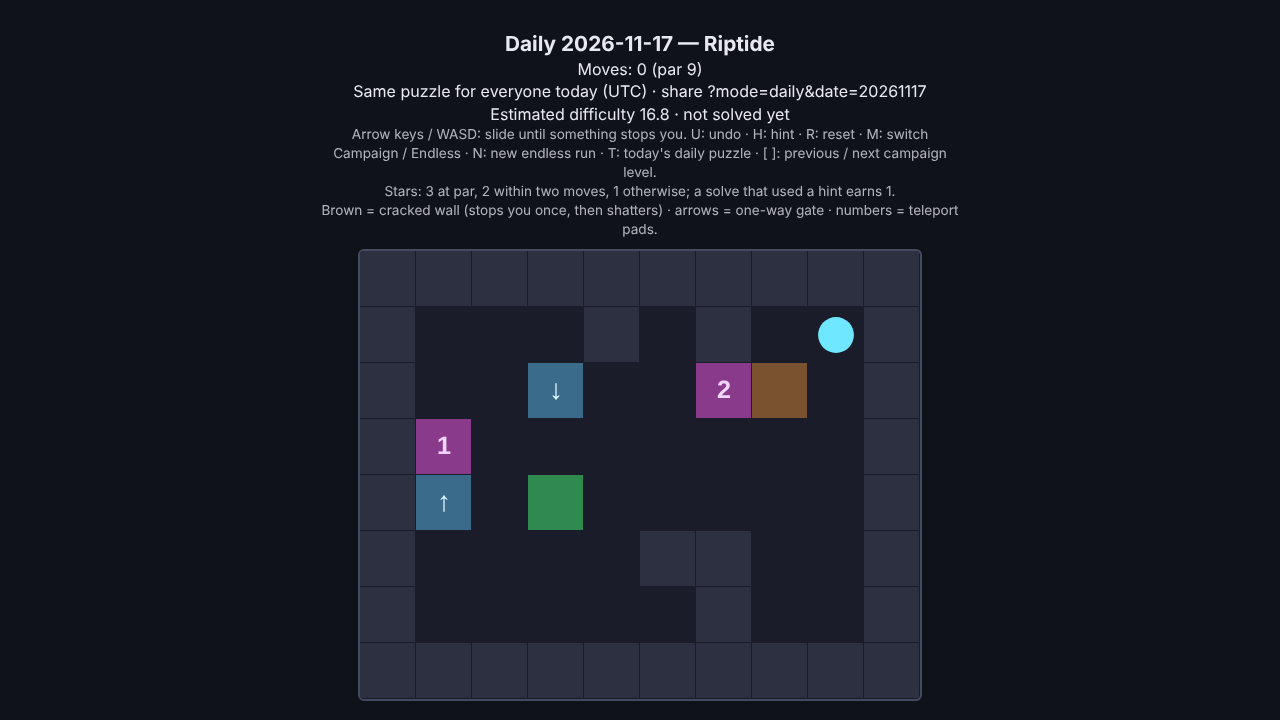 Daily 2026-11-17 — Riptide
Moves: 0 (par 9)
Same puzzle for everyone today (UTC) · share ?mode=daily&date=20261117
Estimated difficulty 16.8 · not solved yet
Arrow keys / WASD: slide until something stops you. U: undo · H: hint · R: reset · M: switch
Campaign / Endless · N: new endless run · T: today's daily puzzle · [ ]: previous / next campaign
level.
Stars: 3 at par, 2 within two moves, 1 otherwise; a solve that used a hint earns 1.
Brown = cracked wall (stops you once, then shatters) · arrows = one-way gate · numbers = teleport
pads.
↓ 2
1
↑